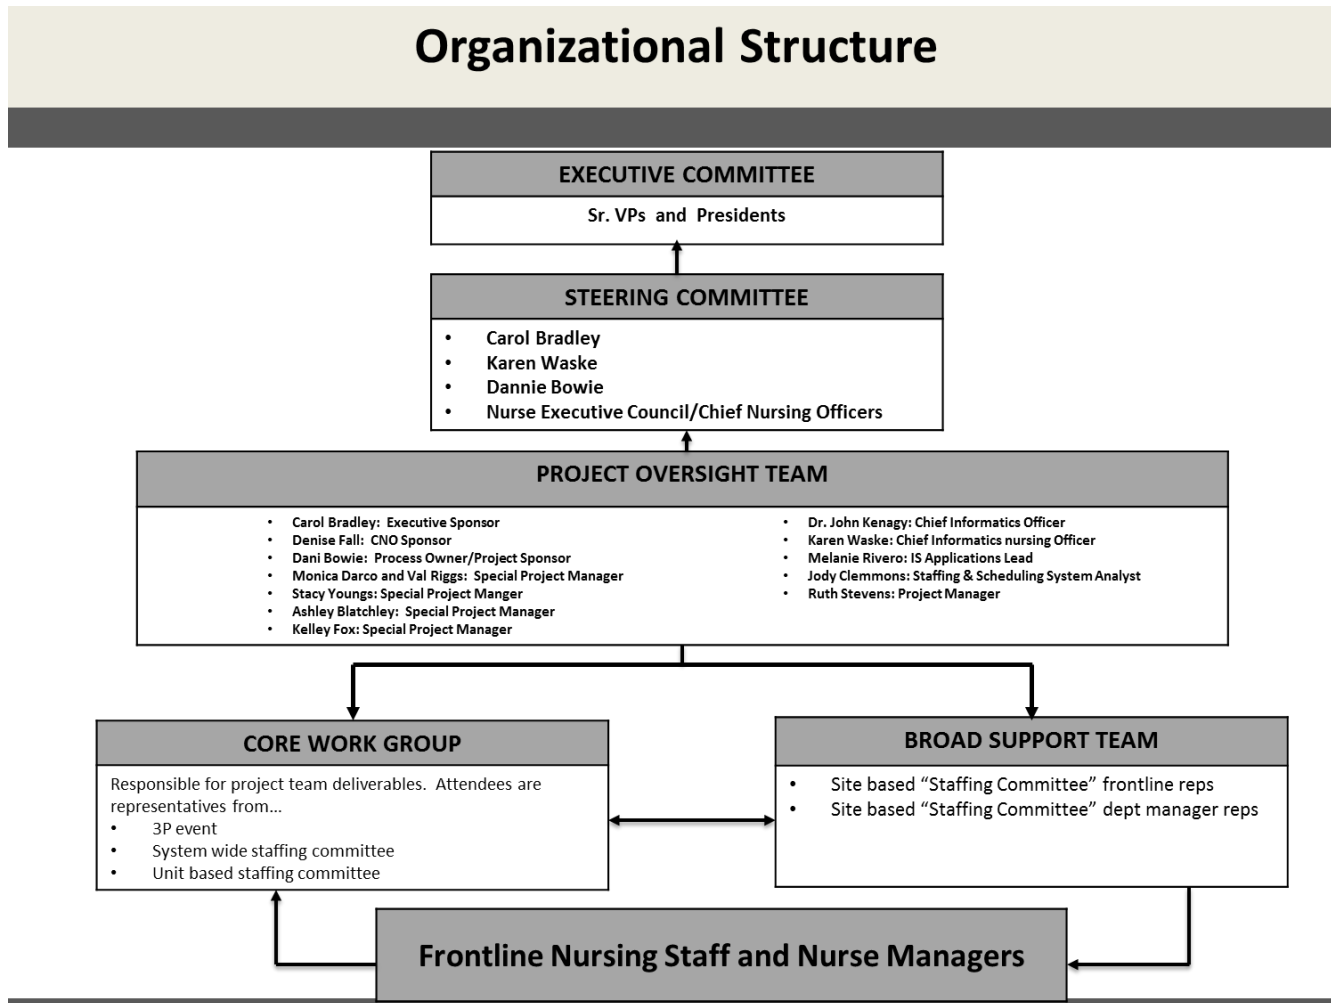 Organizational Structure
EXECUTIVE COMMITTEE
Sr. VPs and Presidents
STEERING COMMITTEE
• Carol Bradley
• Karen Waske
• Dannie Bowie
• Nurse Executive Council/Chief Nursing Officers
PROJECT OVERSIGHT TEAM
• Carol Bradley: Executive Sponsor
• Denise Fall: CNO Sponsor
• Dani Bowie: Process Owner/Project Sponsor
• Monica Darco and Val Riggs: Special Project Manager
• Stacy Youngs: Special Project Manger
• Ashley Blatchley: Special Project Manager
• Kelley Fox: Special Project Manager
• Dr. John Kenagy: Chief Informatics Officer
• Karen Waske: Chief Informatics nursing Officer
• Melanie Rivero: IS Applications Lead
• Jody Clemmons: Staffing & Scheduling System Analyst
• Ruth Stevens: Project Manager
CORE WORK GROUP
Responsible for project team deliverables. Attendees are
representatives from...
• 3P event
• System wide staffing committee
• Unit based staffing committee
BROAD SUPPORT TEAM
• Site based “Staffing Committee” frontline reps
• Site based “Staffing Committee” dept manager reps
Frontline Nursing Staff and Nurse Managers